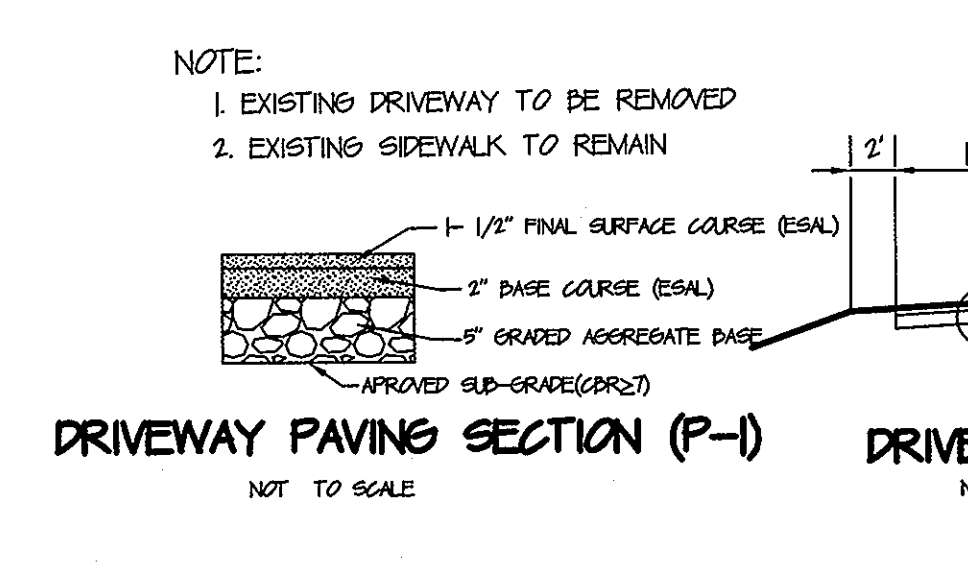 NOTE:
1. EXISTING DRIVEWAY TO BE REMOVED
2. EXISTING SIDEWALK TO REMAIN
2'
1- 1/2" FINAL SURFACE COURSE (ESAL)
2" BASE COURSE (ESAL)
5" GRADED AGGREGATE BASE
APROVED SUB-GRADE(CBR≥7)
DRIVEWAY PAVING SECTION (P-1)
NOT TO SCALE